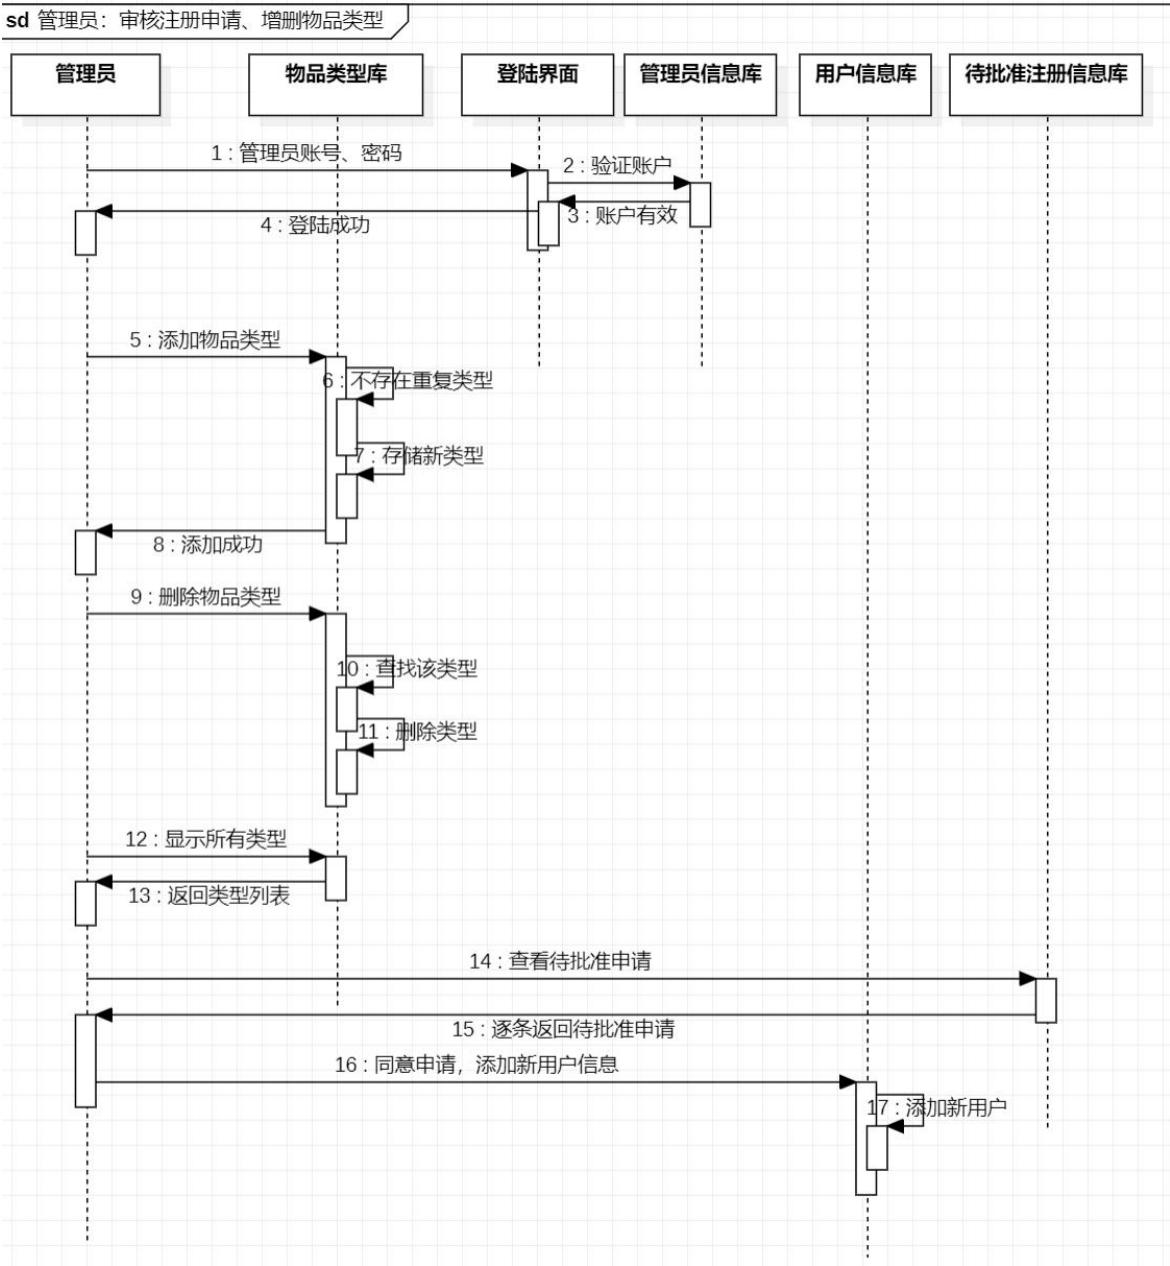 sd 管理员：审核注册申请、增删物品类型
管理员
物品类型库
登陆界面
管理员信息库
用户信息库
待批准注册信息库
1 : 管理员账号、密码
2 : 验证账户
3 : 账户有效
4 : 登陆成功
5 : 添加物品类型
6 : 不存在重复类型
7 : 存储新类型
8 : 添加成功
9 : 删除物品类型
10 : 查找该类型
11 : 删除类型
12 : 显示所有类型
13 : 返回类型列表
14 : 查看待批准申请
15 : 逐条返回待批准申请
16 : 同意申请，添加新用户信息
17 : 添加新用户